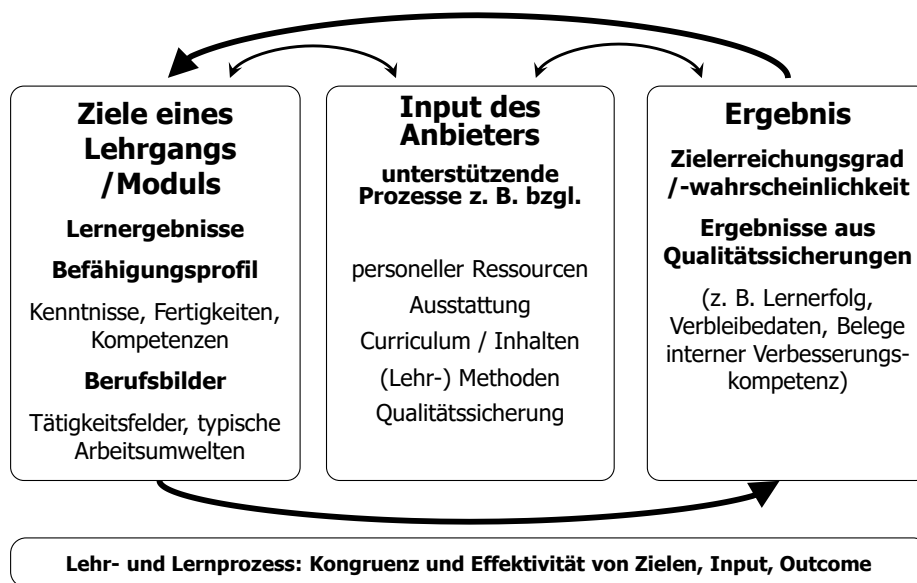 Ziele eines
Lehrgangs
/Moduls
Lernergebnisse
Befähigungsprofil
Kenntnisse, Fertigkeiten,
Kompetenzen
Berufsbilder
Tätigkeitsfelder, typische
Arbeitsumwelten
Input des
Anbieters
unterstützende
Prozesse z. B. bzgl.
personeller Ressourcen
Ausstattung
Curriculum / Inhalten
(Lehr-) Methoden
Qualitätssicherung
Ergebnis
Zielerreichungsgrad
/-wahrscheinlichkeit
Ergebnisse aus
Qualitätssicherungen
(z. B. Lernerfolg,
Verbleibedaten, Belege
interner Verbesserungs-
kompetenz)
Lehr- und Lernprozess: Kongruenz und Effektivität von Zielen, Input, Outcome